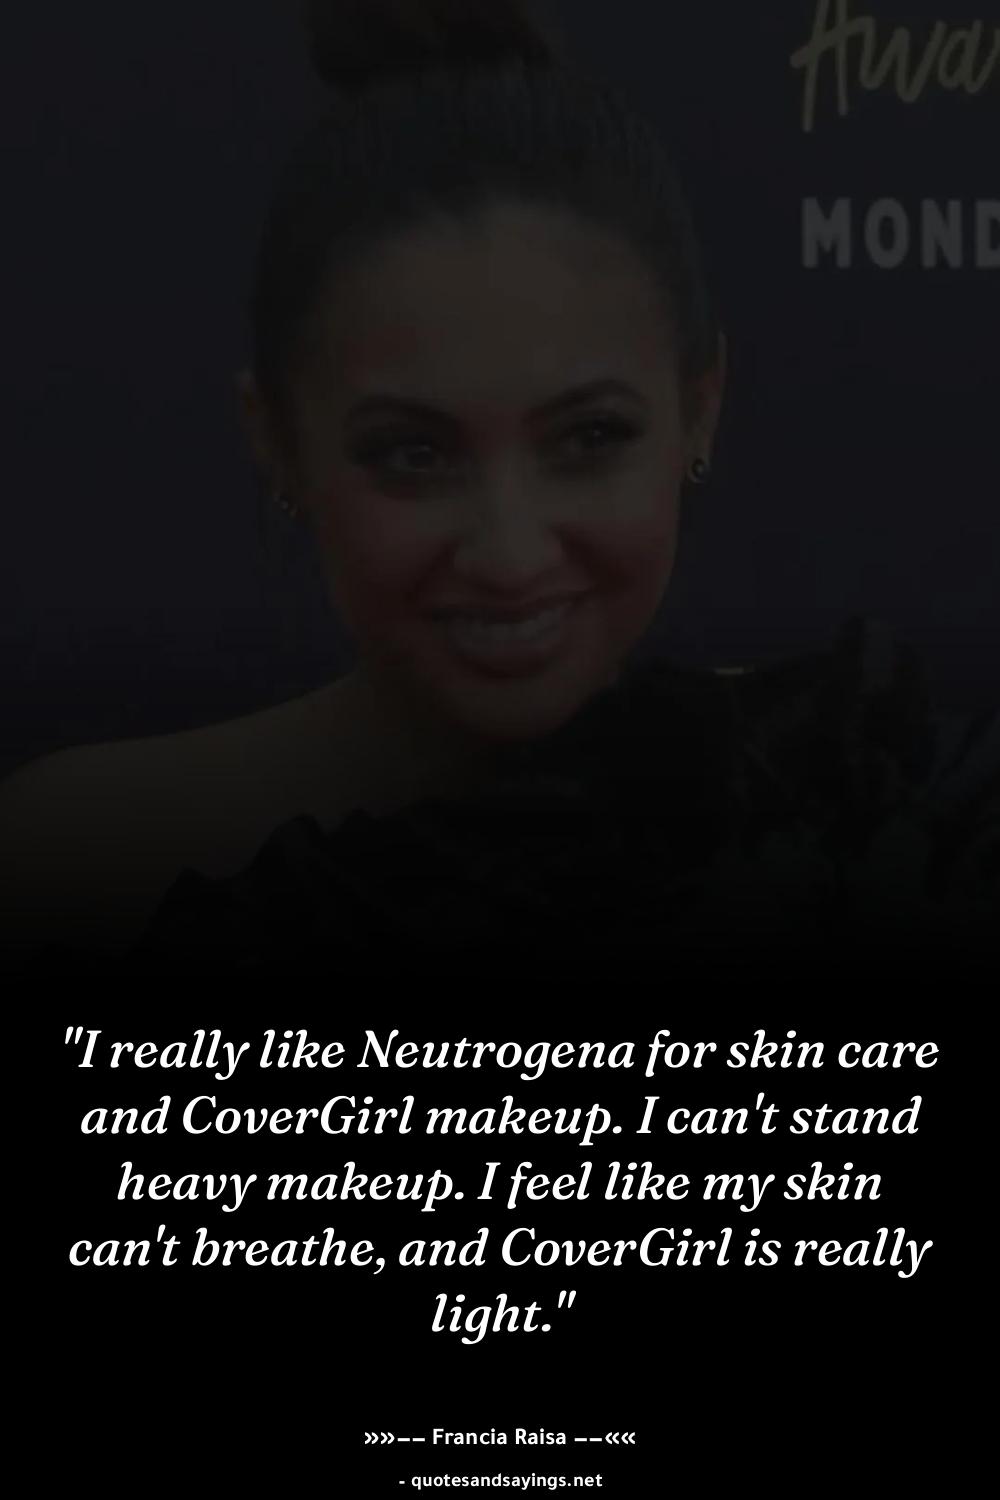 Awa
MOND
"I really like Neutrogena for skin care
and CoverGirl makeup. I can't stand
heavy makeup. I feel like my skin
can't breathe, and CoverGirl is really
light."
»»–– Francia Raisa ––««
- quotesandsayings.net